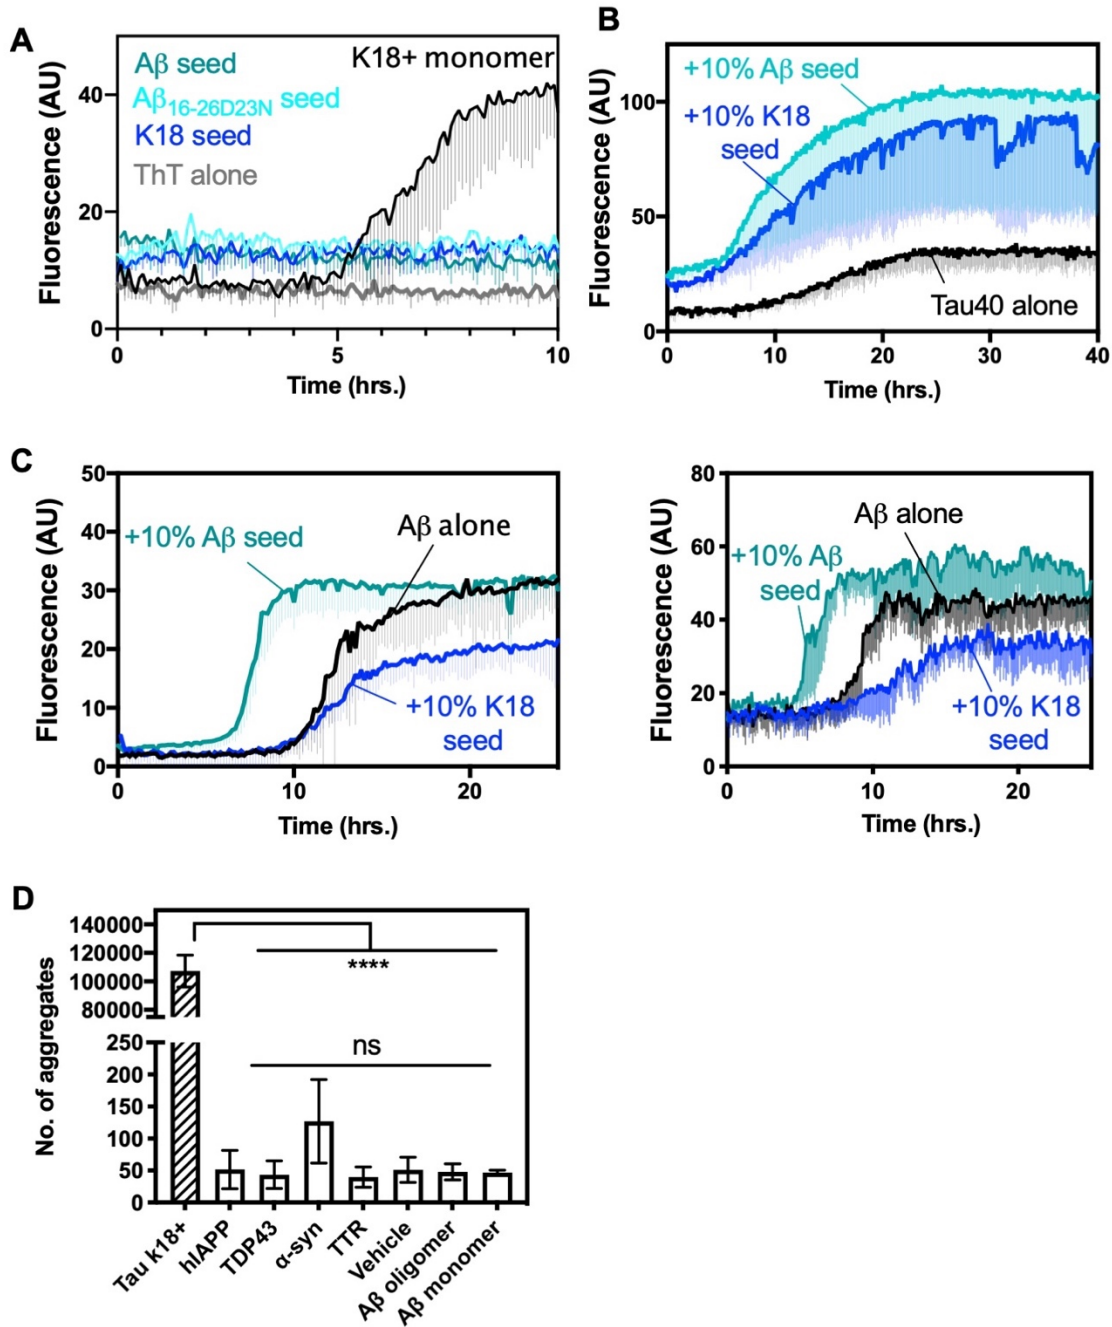 A
Aβ seed
Aβ16-26D23N seed
K18 seed
ThT alone
K18+ monomer
Fluorescence (AU)
40
20
0
0
5
10
Time (hrs.)
B
+10% Aβ seed
+10% K18
seed
Tau40 alone
Fluorescence (AU)
100
50
0
0
10
20
30
40
Time (hrs.)
C
+10% Aβ seed
Aβ alone
+10% K18
seed
Fluorescence (AU)
50
40
30
20
10
0
0
10
20
Time (hrs.)
Aβ alone
+10% Aβ
seed
+10% K18
seed
Fluorescence (AU)
80
60
40
20
0
0
10
20
Time (hrs.)
D
No. of aggregates
140000
120000
100000
80000
250
200
150
100
50
0
****
ns
Tau k18+
hIAPP
TDP43
α-syn
TTR
Vehicle
Aβ oligomer
Aβ monomer